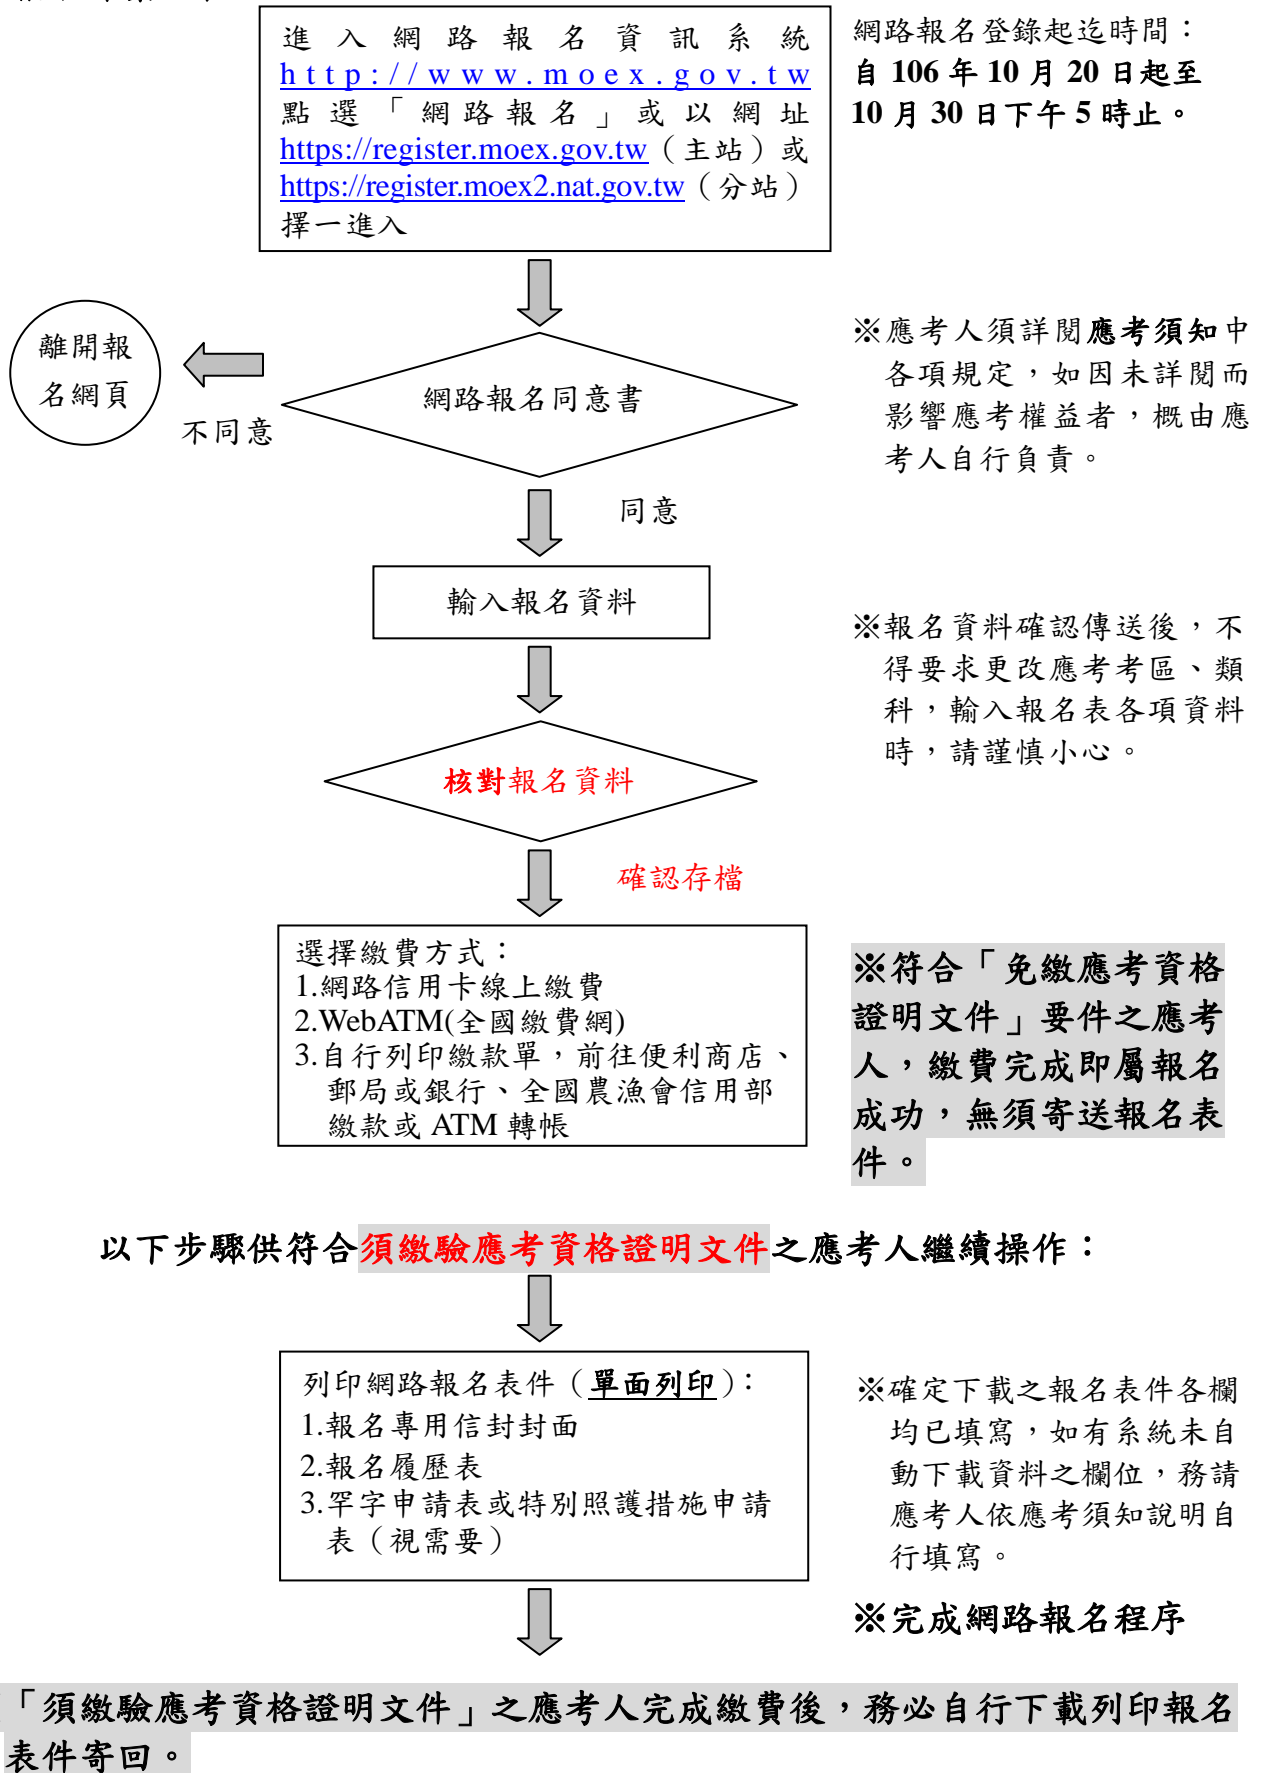 進入網路報名資訊系統
http://www.moex.gov.tw
點選「網路報名」或以網址
https://register.moex.gov.tw（主站）或
https://register.moex2.nat.gov.tw（分站）
擇一進入
網路報名登錄起迄時間：
自 106 年 10 月 20 日起至
10 月 30 日下午 5 時止。
離開報
名網頁
不同意
網路報名同意書
※應考人須詳閱應考須知中
各項規定，如因未詳閱而
影響應考權益者，概由應
考人自行負責。
同意
輸入報名資料
※報名資料確認傳送後，不
得要求更改應考考區、類
科，輸入報名表各項資料
時，請謹慎小心。
核對報名資料
確認存檔
選擇繳費方式：
1.網路信用卡線上繳費
2.WebATM(全國繳費網)
3.自行列印繳款單，前往便利商店、
郵局或銀行、全國農漁會信用部
繳款或 ATM 轉帳
※符合「免繳應考資格
證明文件」要件之應考
人，繳費完成即屬報名
成功，無須寄送報名表
件。
以下步驟供符合須繳驗應考資格證明文件之應考人繼續操作：
列印網路報名表件（單面列印）：
1.報名專用信封封面
2.報名履歷表
3.罕字申請表或特別照護措施申請
表（視需要）
※確定下載之報名表件各欄
均已填寫，如有系統未自
動下載資料之欄位，務請
應考人依應考須知說明自
行填寫。
※完成網路報名程序
「須繳驗應考資格證明文件」之應考人完成繳費後，務必自行下載列印報名
表件寄回。